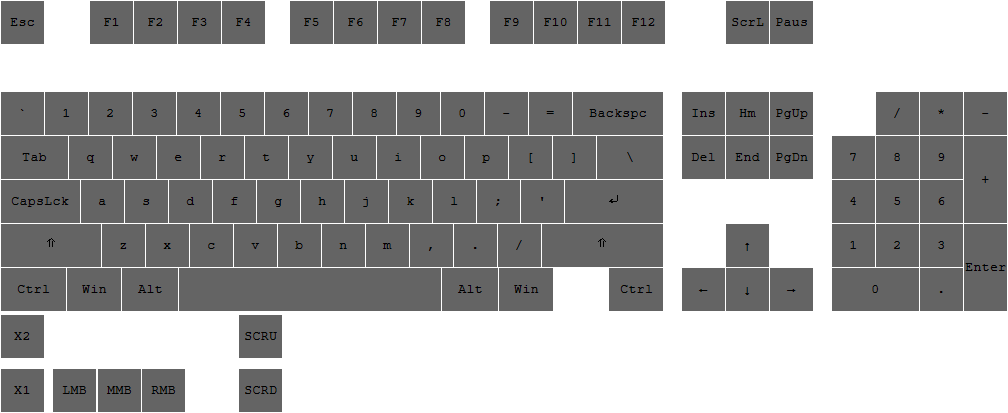 Esc F1 F2 F3 F4 F5 F6 F7 F8 F9 F10 F11 F12 ScrL Paus
` 1 2 3 4 5 6 7 8 9 0 - = Backspc Ins Hm PgUp / * -
Tab q w e r t y u i o p [ ] \ Del End PgDn 7 8 9 +
CapsLck a s d f g h j k l ; ' ↵ 4 5 6
⇑ z x c v b n m , . / ⇑ ↑ 1 2 3 Enter
Ctrl Win Alt Alt Win Ctrl ← ↓ → 0 .
X2 SCRU
X1 LMB MMB RMB SCRD